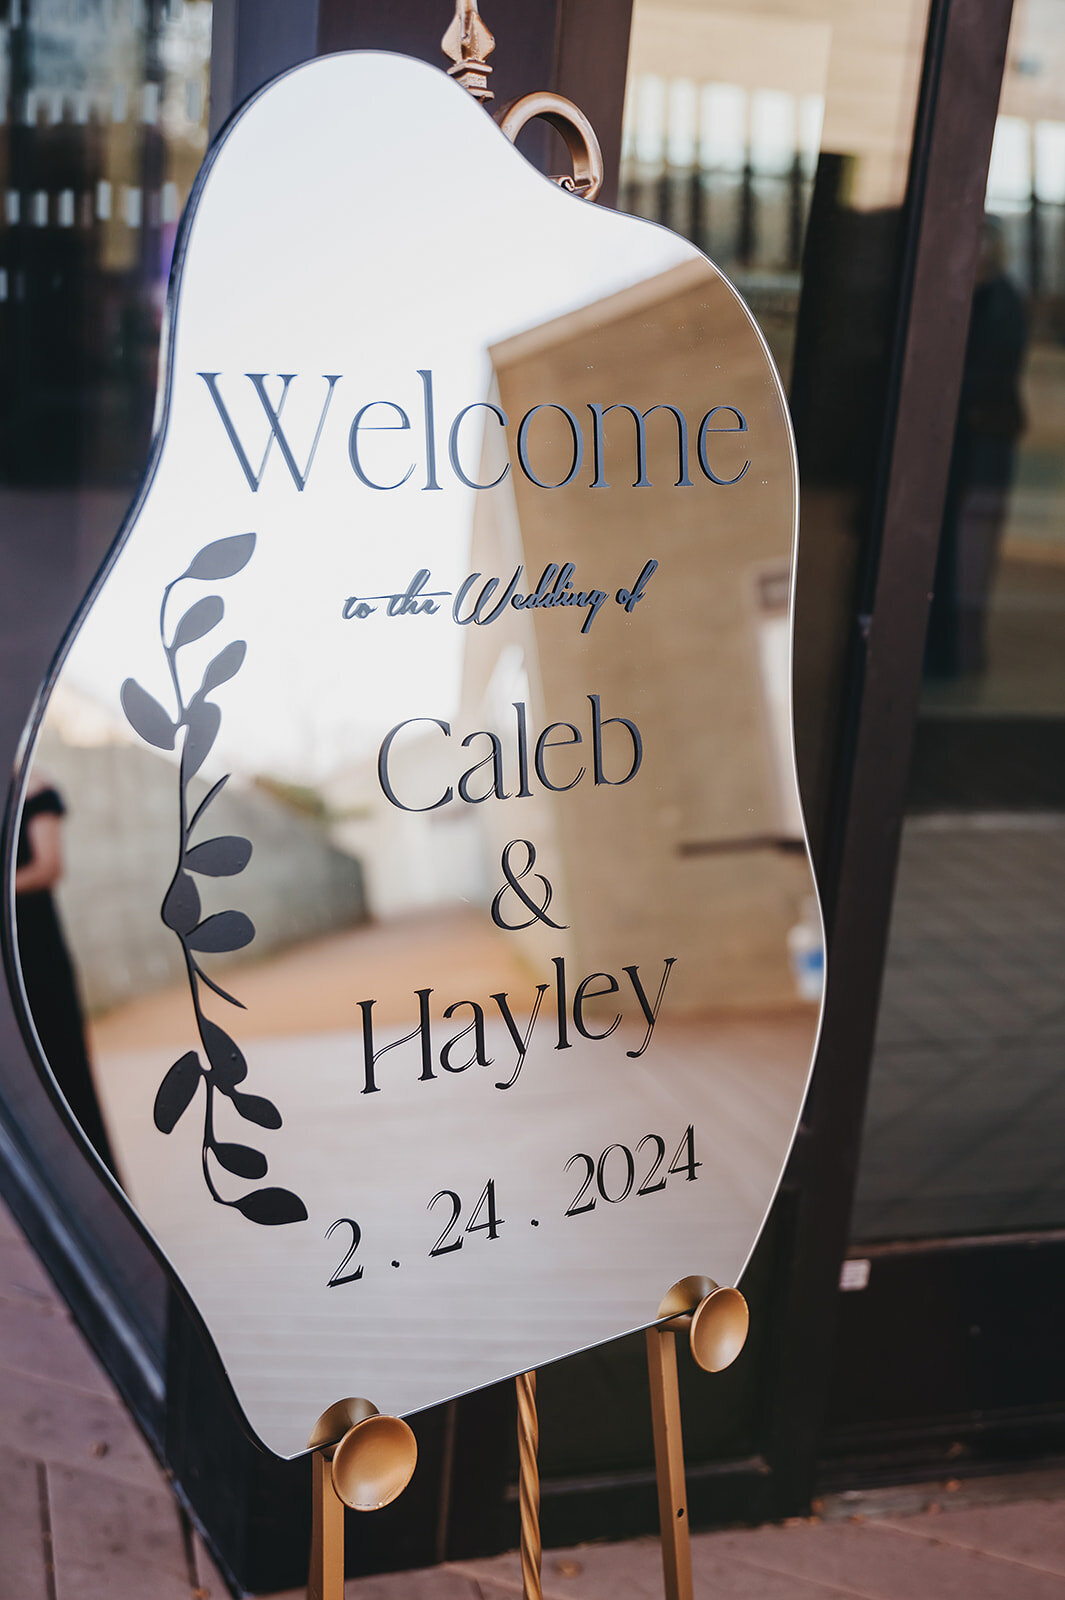 Welcome
to the Wedding of
Caleb
&
Hayley
2 . 24 . 2024